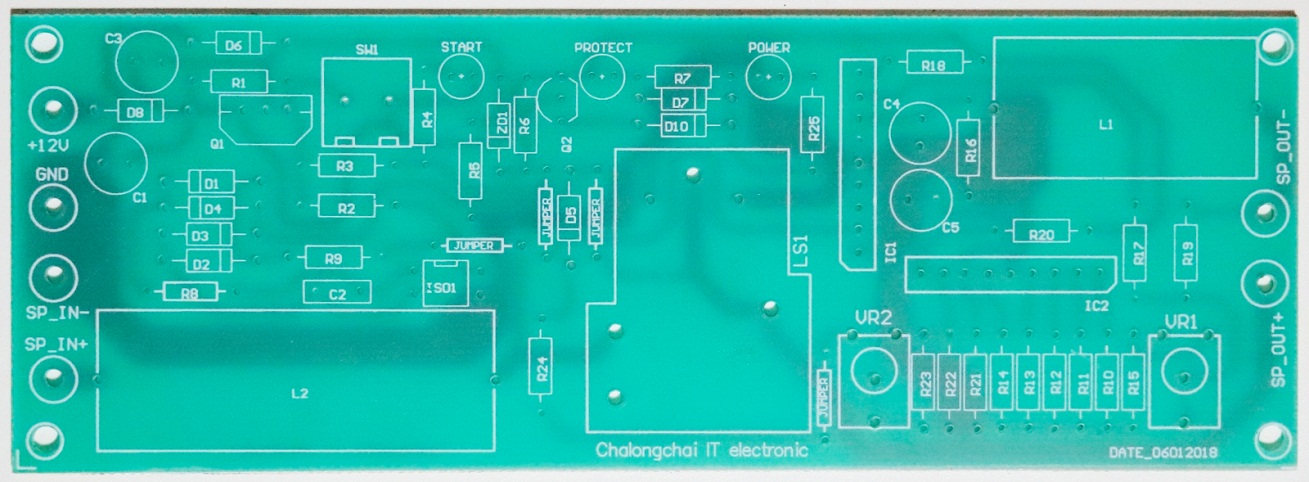 C3
D6
SW1
START
PROTECT
POWER
R1
R7
R18
D8
R4
ZD1
R6
D7
C4
L1
+12V
Q1
Q2
D10
R25
R16
SP_OUT-
GND
R3
R5
C1
D1
R2
JUMPER
D5
JUMPER
C5
D4
D3
JUMPER
LS1
IC1
R20
R17
R19
D2
R9
R8
C2
ISO1
IC2
SP_IN-
SP_IN+
VR2
VR1
SP_OUT+
L2
R24
JUMPER
R23
R22
R21
R14
R13
R12
R11
R10
R15
Chalongchai IT electronic
DATE_06012018